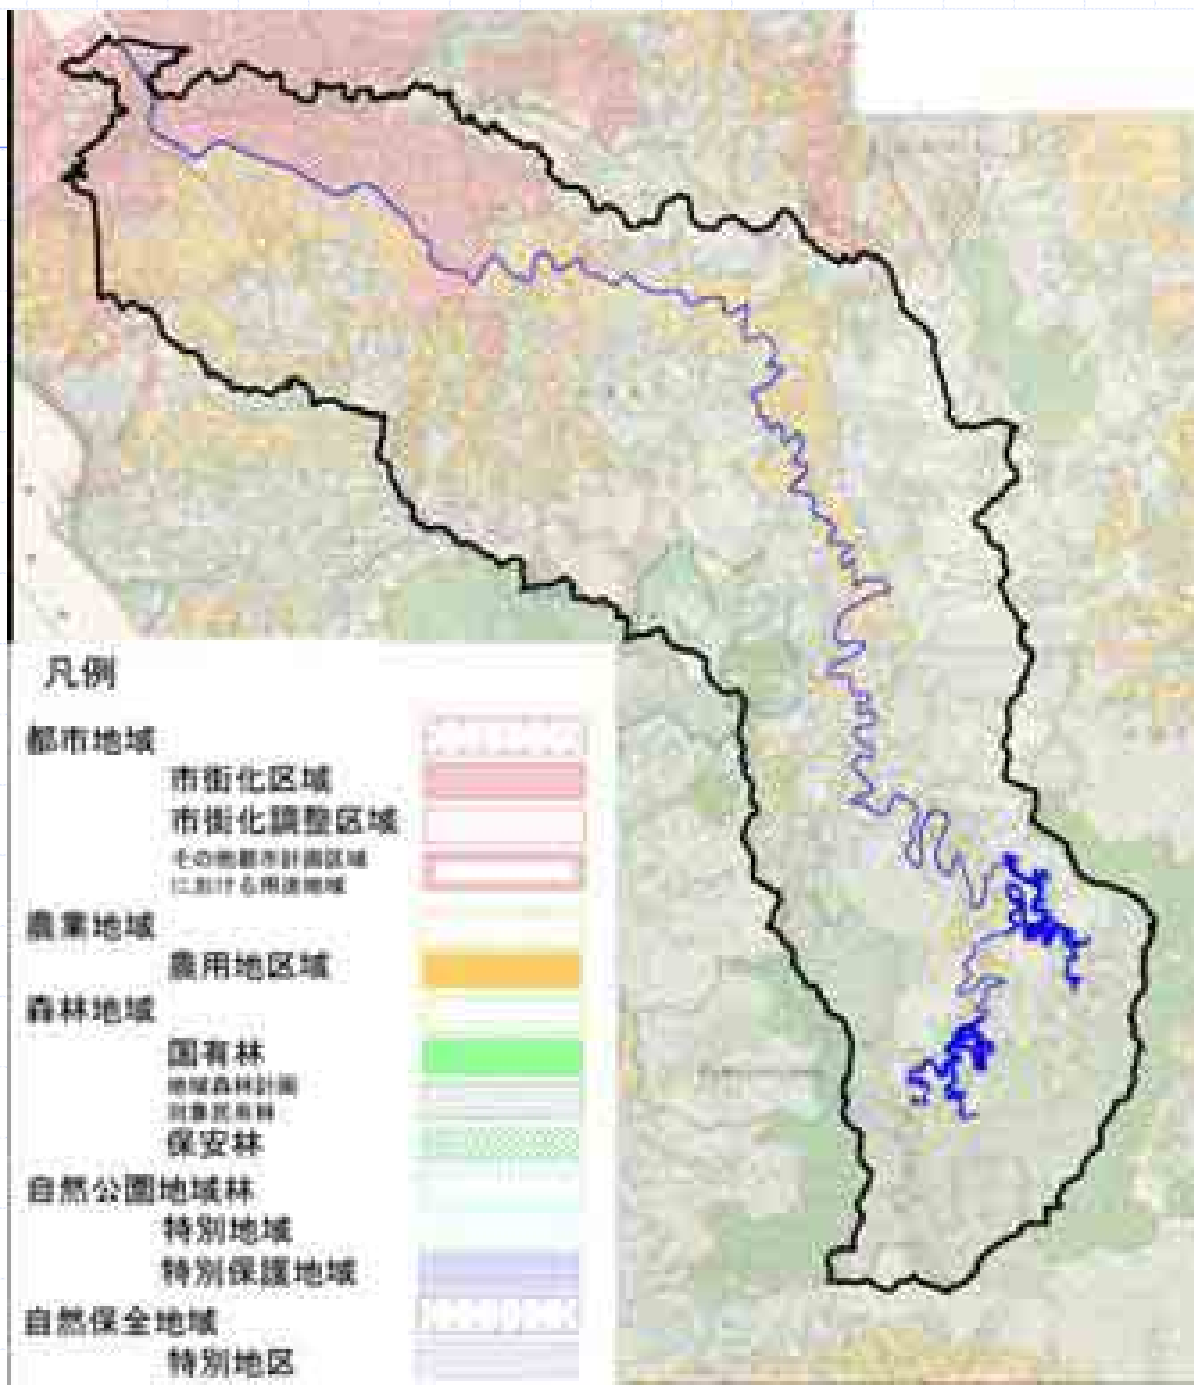 凡例
都市地域
市街化区域
市街化調整区域
その他都市計画区域
における用途地域
農業地域
農用地区域
森林地域
国有林
地域森林計画
対象民有林
保安林
自然公園地域林
特別地域
特別保護地域
自然保全地域
特別地区